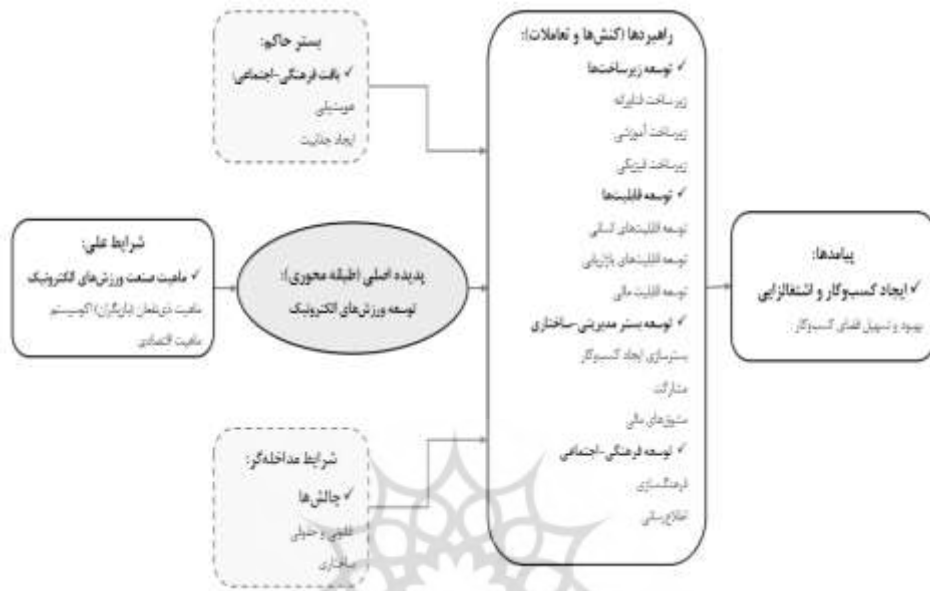 بستر حاکم:
✓ بافت فرهنگی-اجتماعی
هویت‌یابی
ایجاد جذابیت
شرایط علی:
✓ ماهیت صنعت ورزش‌های الکترونیک
ماهیت ذی‌نفعان (بازیگران) اکوسیستم
ماهیت اقتصادی
پدیده اصلی (طبقه محوری):
توسعه ورزش‌های الکترونیک
شرایط مداخله‌گر:
✓ چالش‌ها
قانونی و حقوقی
ساختاری
راهبردها (کنش‌ها و تعاملات):
✓ توسعه زیرساخت‌ها
زیرساخت فناورانه
زیرساخت آموزشی
زیرساخت فیزیکی
✓ توسعه قابلیت‌ها
توسعه قابلیت‌های انسانی
توسعه قابلیت‌های بازاریابی
توسعه قابلیت مالی
✓ توسعه بستر مدیریتی-ساختاری
بسترسازی ایجاد کسب‌وکار
مشارکت
مشوق‌های مالی
✓ توسعه فرهنگی-اجتماعی
فرهنگ‌سازی
اطلاع‌رسانی
پیامدها:
✓ ایجاد کسب‌وکار و اشتغالزایی
بهبود و تسهیل فضای کسب‌وکار